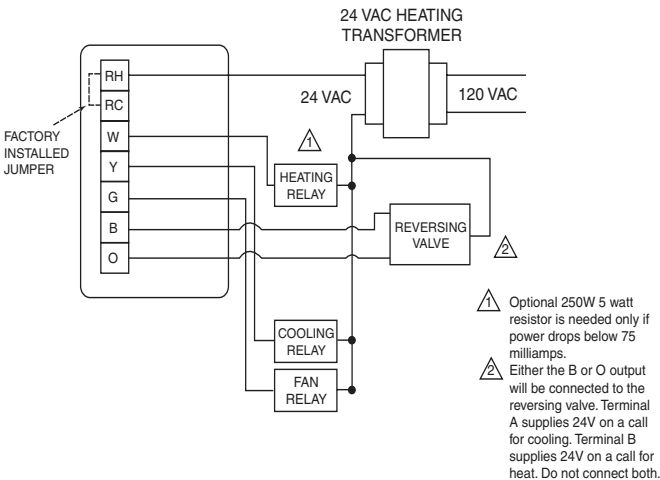 24 VAC HEATING
TRANSFORMER
24 VAC
120 VAC
RH
RC
W
Y
G
B
O
FACTORY
INSTALLED
JUMPER
1
HEATING
RELAY
REVERSING
VALVE
2
COOLING
RELAY
FAN
RELAY
1 Optional 250W 5 watt
resistor is needed only if
power drops below 75
milliamps.
2 Either the B or O output
will be connected to the
reversing valve. Terminal
A supplies 24V on a call
for cooling. Terminal B
supplies 24V on a call for
heat. Do not connect both.